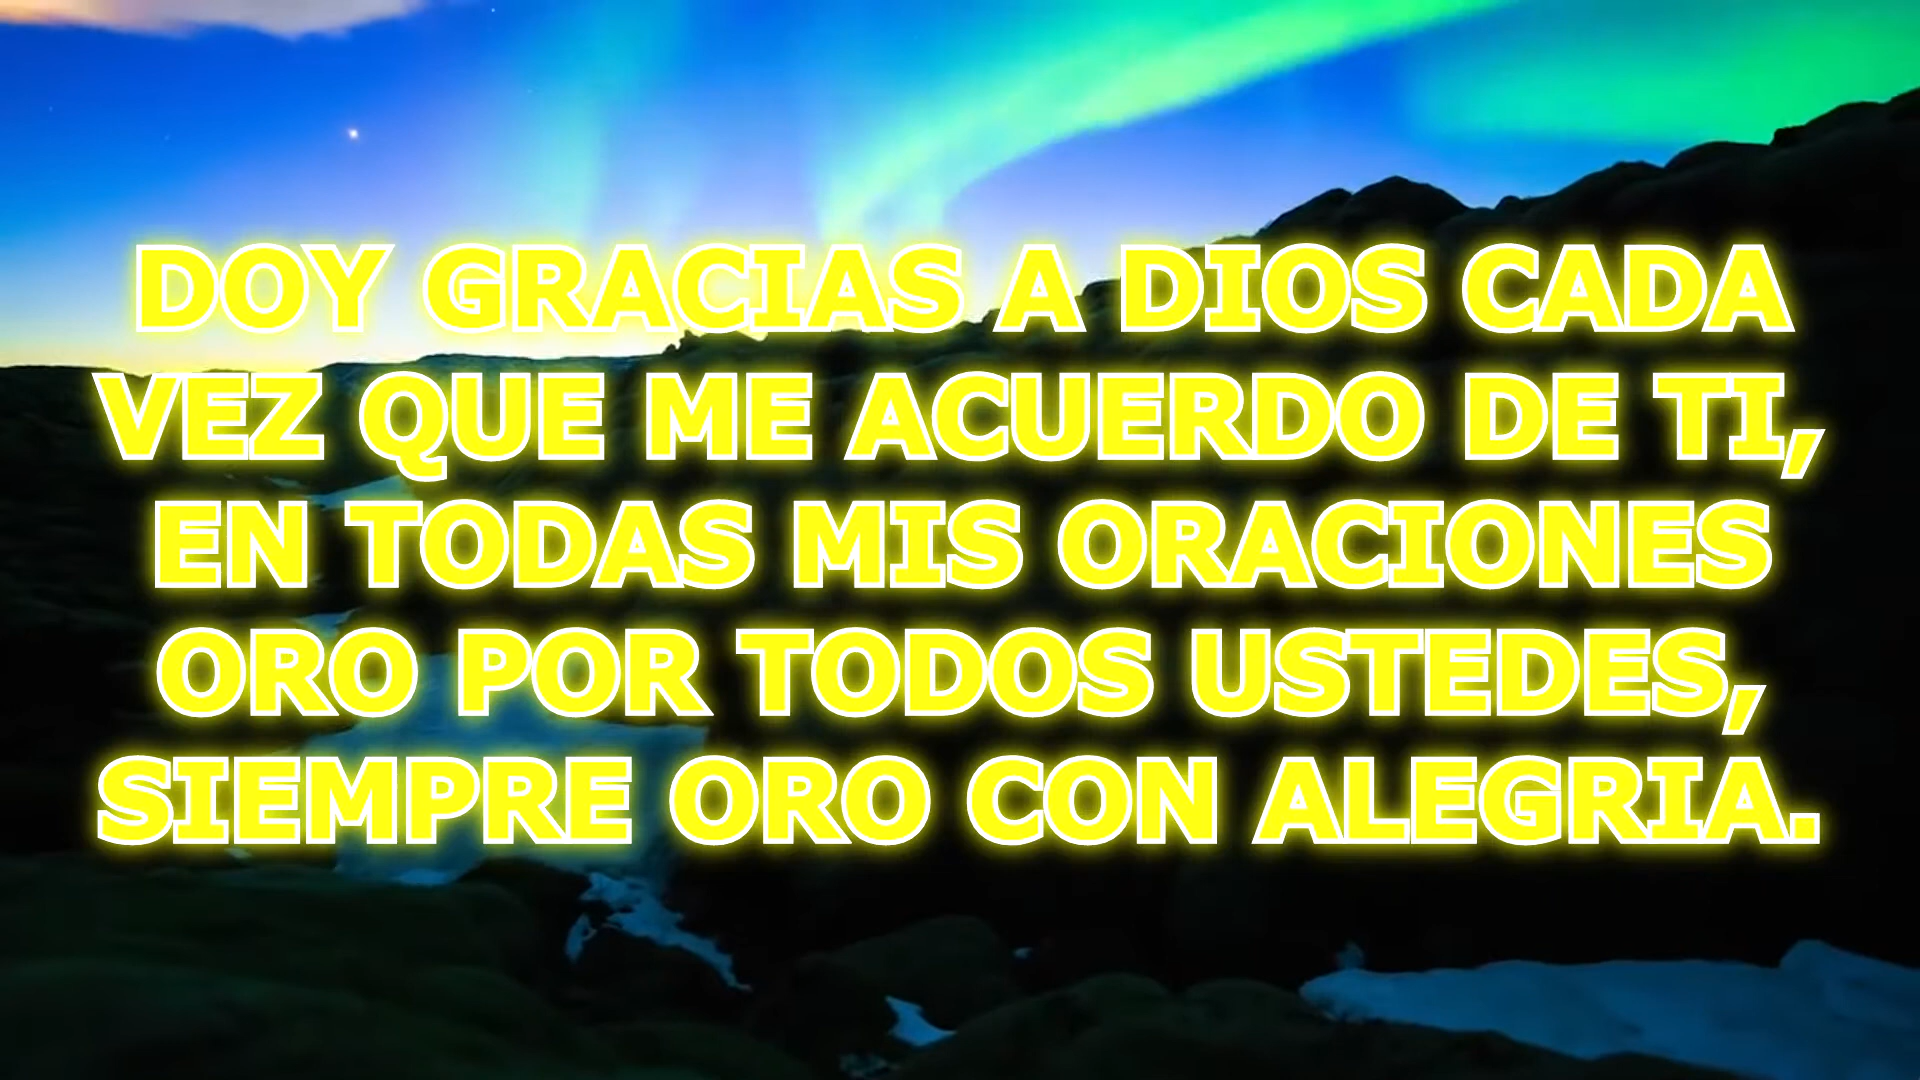 DOY GRACIAS A DIOS CADA
VEZ QUE ME ACUERDO DE TI,
EN TODAS MIS ORACIONES
ORO POR TODOS USTEDES,
SIEMPRE ORO CON ALEGRIA.